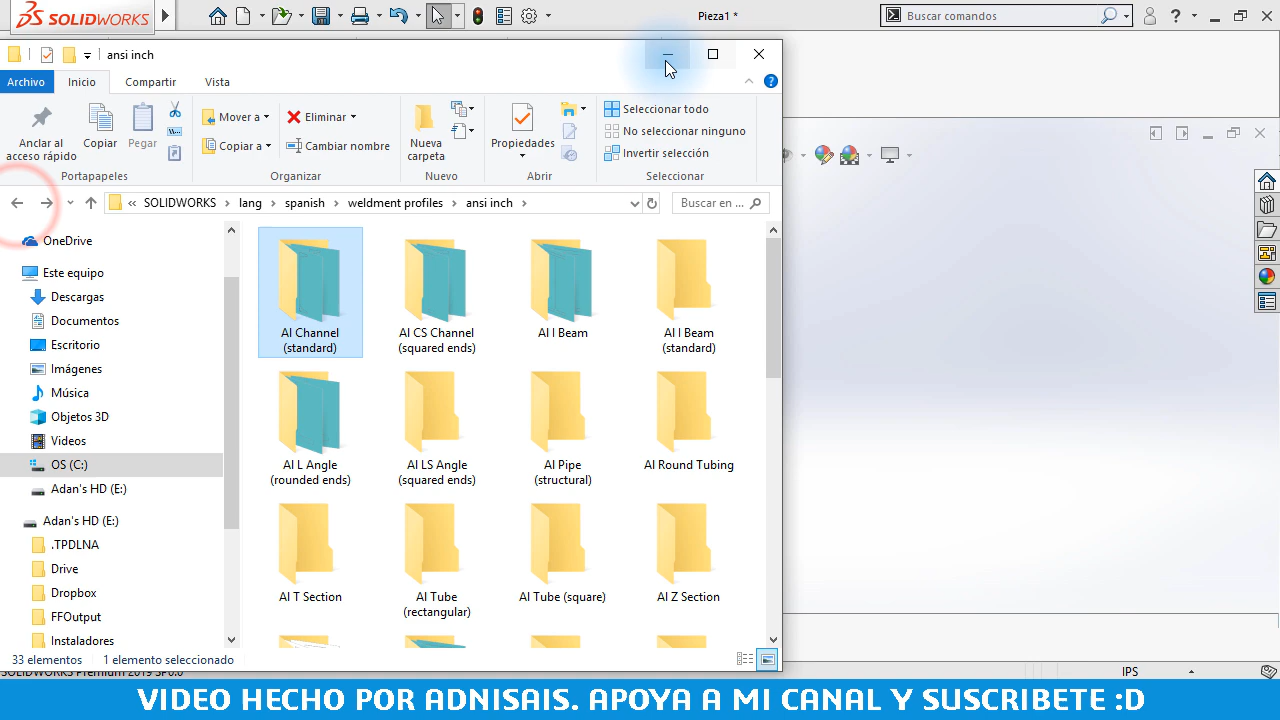 SOLIDWORKS
Pieza1 *
Buscar comandos
ansi inch
Archivo
Inicio
Compartir
Vista
Anclar al
acceso rápido
Copiar
Pegar
Mover a
Copiar a
Eliminar
Cambiar nombre
Nueva
carpeta
Propiedades
Seleccionar todo
No seleccionar ninguno
Invertir selección
Portapapeles
Organizar
Nuevo
Abrir
Seleccionar
« SOLIDWORKS > lang > spanish > weldment profiles > ansi inch >
Buscar en ...
OneDrive
Este equipo
Descargas
Documentos
Escritorio
Imágenes
Música
Objetos 3D
Videos
OS (C:)
Adan's HD (E:)
Adan's HD (E:)
.TPDLNA
Drive
Dropbox
FFOutput
Instaladores
AI Channel
(standard)
AI CS Channel
(squared ends)
AI I Beam
AI I Beam
(standard)
AI L Angle
(rounded ends)
AI LS Angle
(squared ends)
AI Pipe
(structural)
AI Round Tubing
AI T Section
AI Tube
(rectangular)
AI Tube (square)
AI Z Section
33 elementos
1 elemento seleccionado
SOLIDWORKS Premium 2019 SP0.0
IPS
VIDEO HECHO POR ADNISAIS. APOYA A MI CANAL Y SUSCRIBETE :D